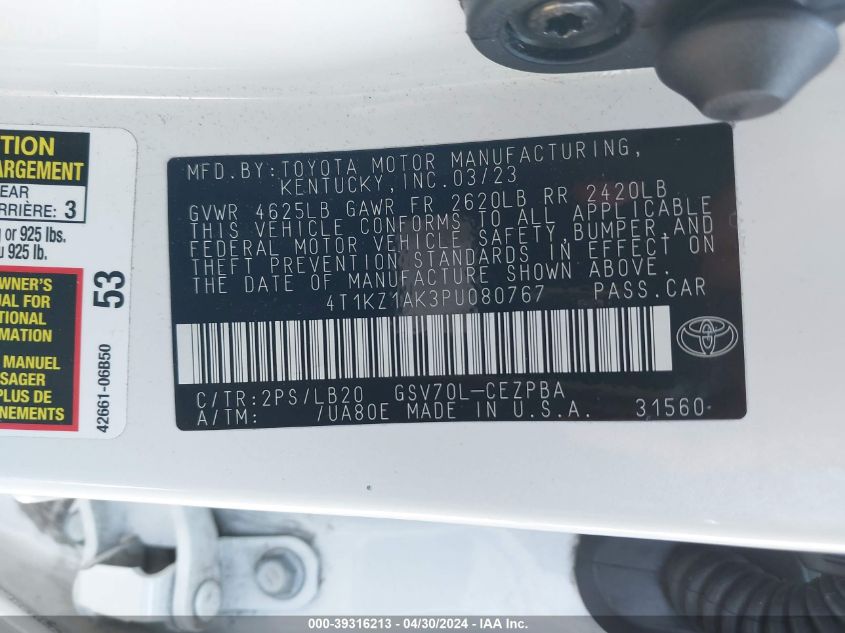 TION
ARGEMENT
EAR
ARRIÈRE: 3
g or 925 lbs.
u 925 lb.
WNER'S
UAL FOR
TIONAL
RMATION
MANUEL
SAGER
PLUS DE
NEMENTS
53
42661-06B50
MFD.BY:TOYOTA MOTOR MANUFACTURING,
KENTUCKY,INC.03/23
GVWR 4625LB GAWR FR 2620LB RR 2420LB
THIS VEHICLE CONFORMS TO ALL APPLICABLE
FEDERAL MOTOR VEHICLE SAFETY,BUMPER,AND
THEFT PREVENTION STANDARDS IN EFFECT ON
THE DATE OF MANUFACTURE SHOWN ABOVE.
4T1KZ1AK3PU080767 PASS.CAR
C/TR:2PS/LB20 GSV70L-CEZPBA
A/TM: /UA80E MADE IN U.S.A. 31560
000-39316213 - 04/30/2024 - IAA Inc.